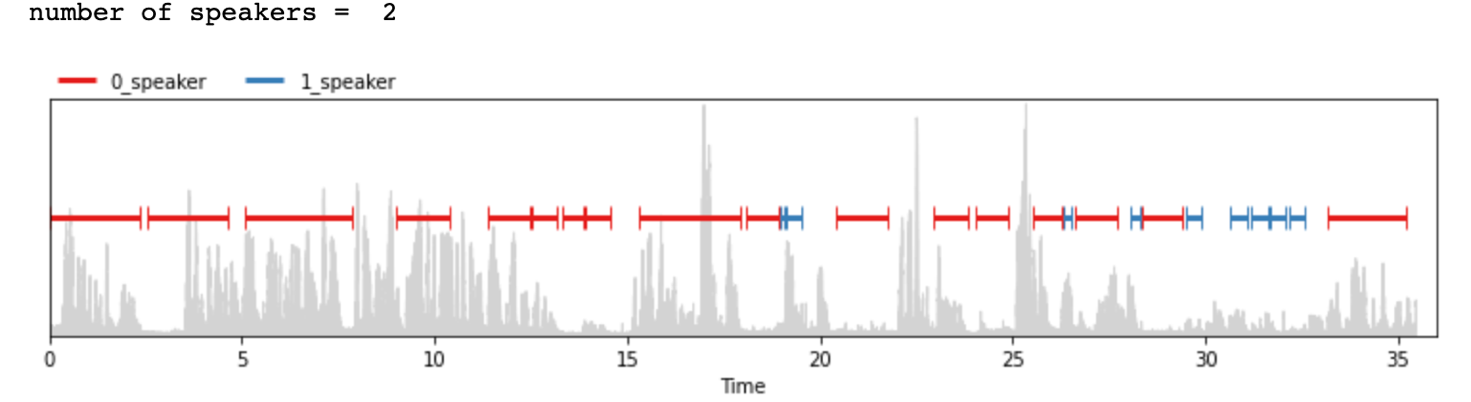 number of speakers =  2
0_speaker 1_speaker
0 5 10 15 20 25 30 35
Time